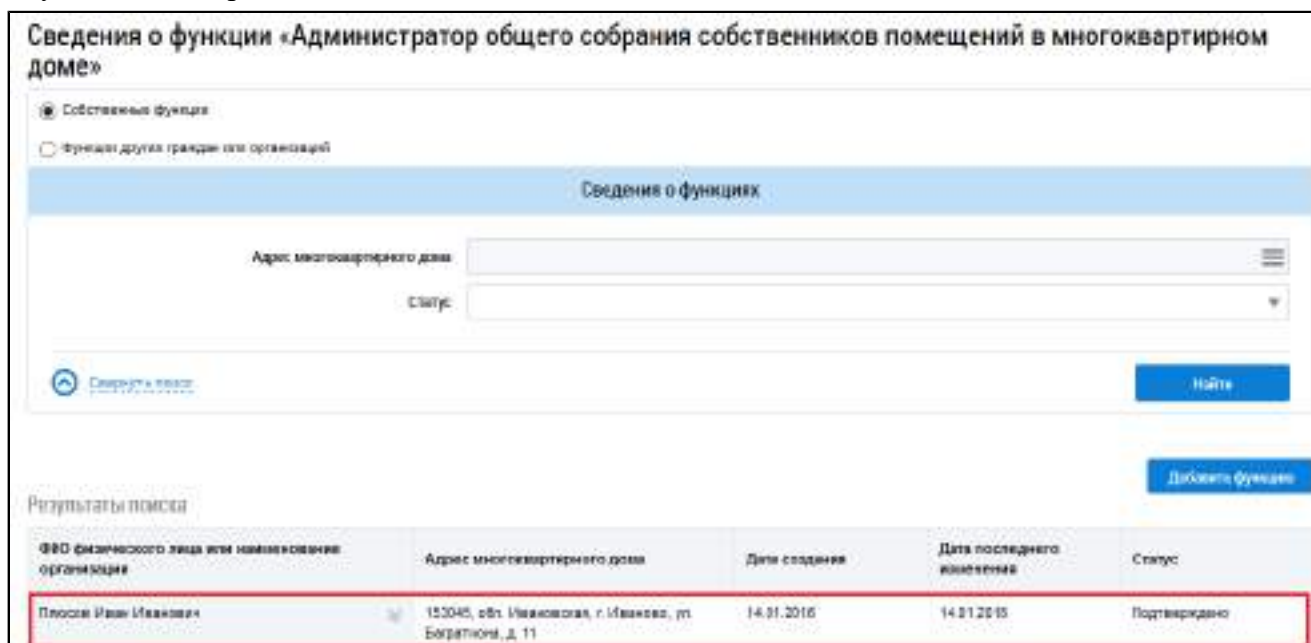 Сведения о функции «Администратор общего собрания собственников помещений в многоквартирном
доме»
Собственные функции
Функции других граждан или организаций
Сведения о функциях
Адрес многоквартирного дома
Статус
Свернуть поиск
Найти
Добавить функцию
Результаты поиска
ФИО физического лица или наименование
организации
Адрес многоквартирного дома
Дата создания
Дата последнего
изменения
Статус
Иван Иванович
153045, обл. Ивановская, г. Иваново, ул.
Багратиона, д. 11
14.01.2016
14.01.2016
Подтверждено